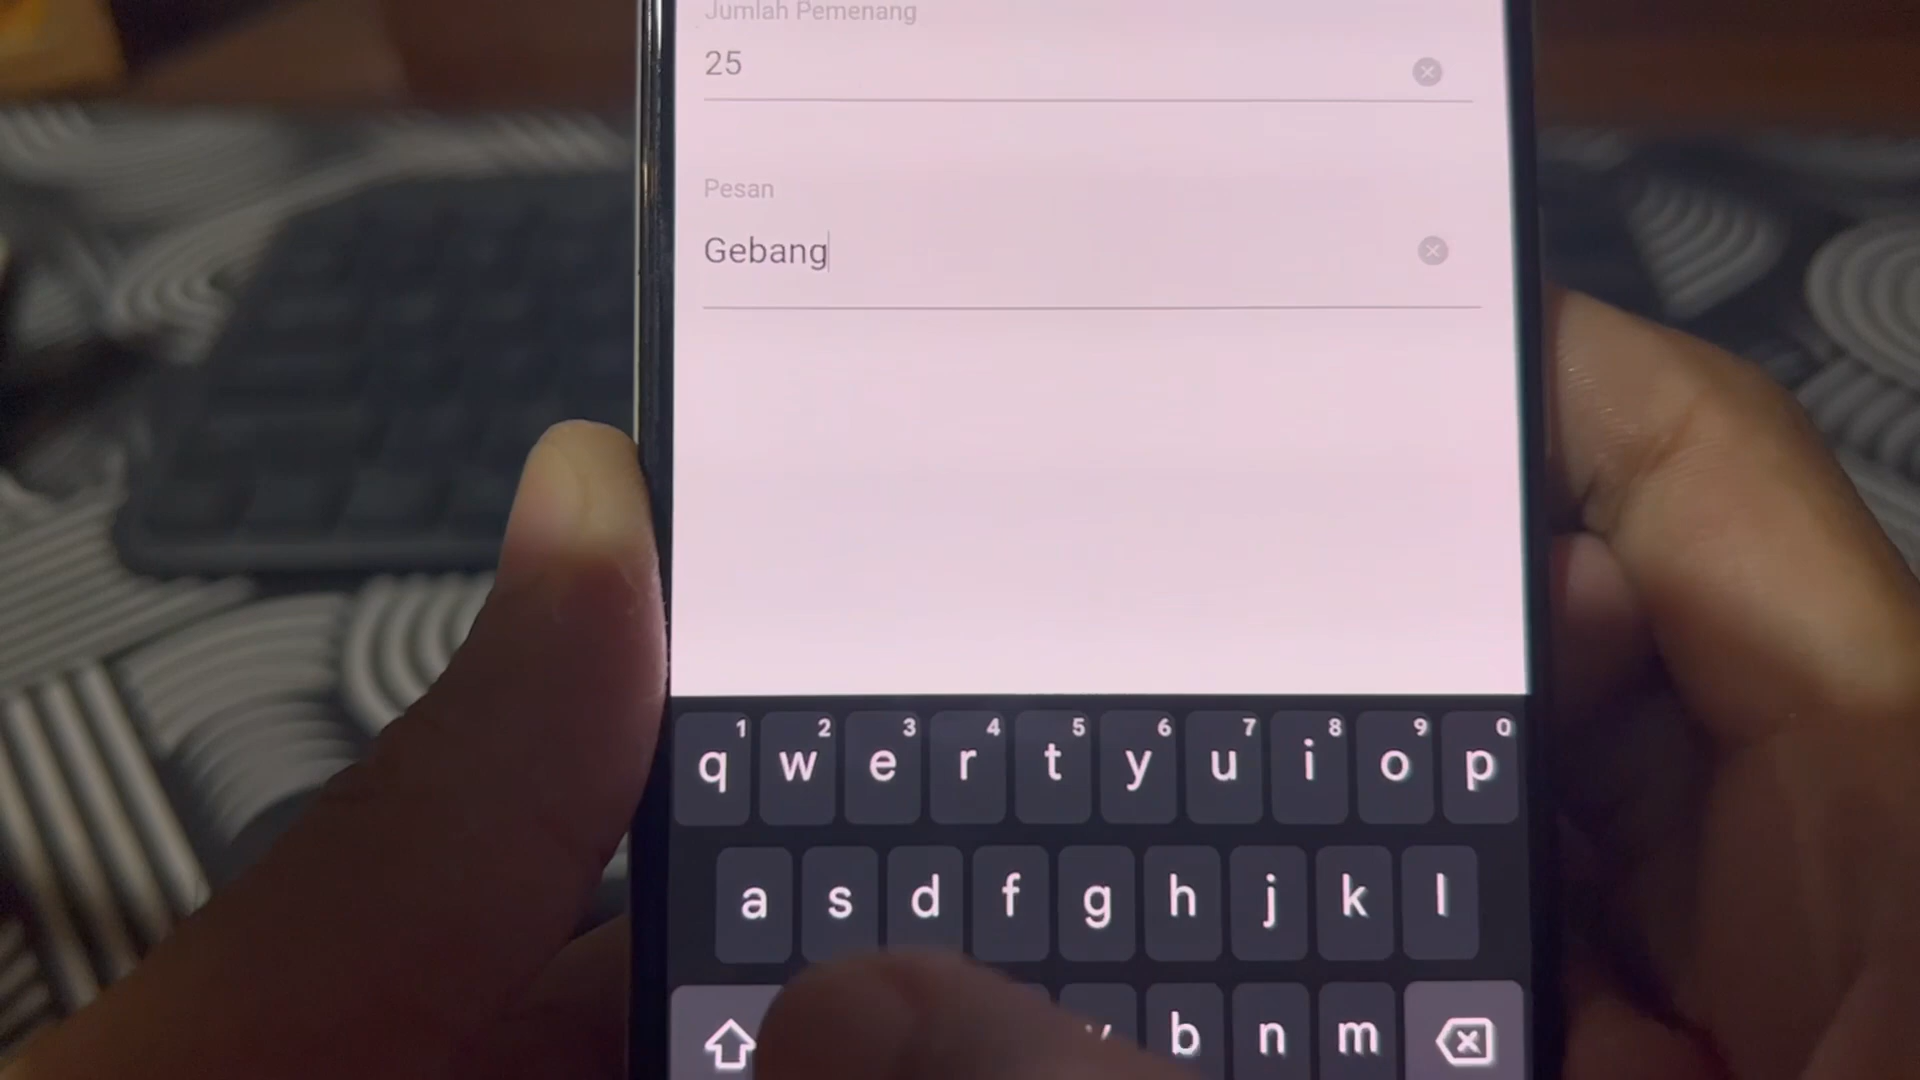 Jumlah Pemenang
25
Pesan
Gebang
1 2 3 4 5 6 7 8 9 0
q w e r t y u i o p
a s d f g h j k l
b n m